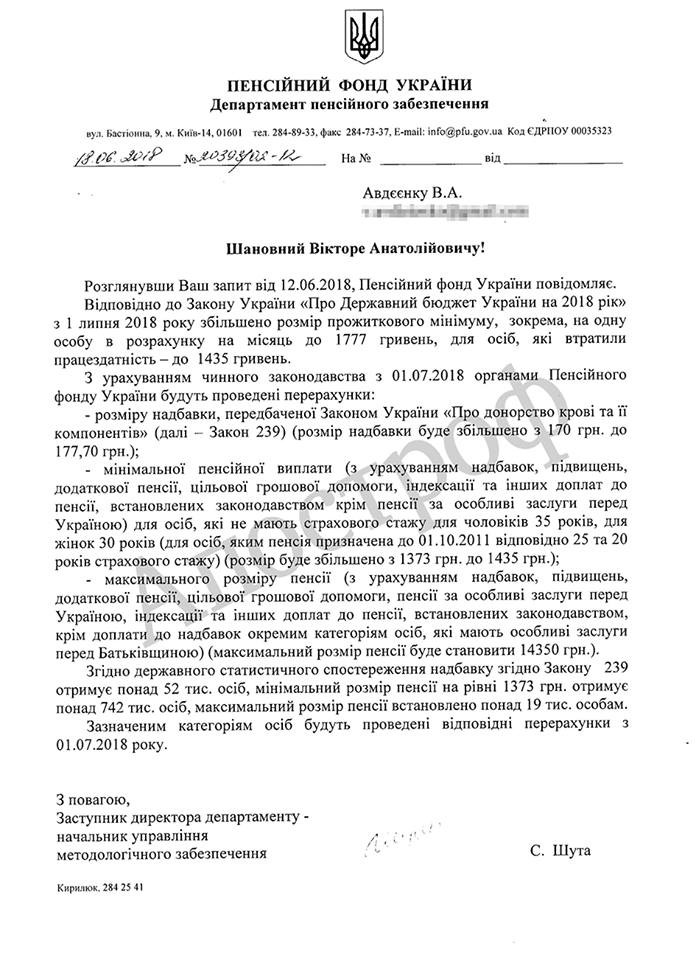 ПЕНСІЙНИЙ ФОНД УКРАЇНИ
Департамент пенсійного забезпечення
вул. Бастіонна, 9, м. Київ-14, 01601 тел. 284-89-33, факс 284-73-37, E-mail: info@pfu.gov.ua Код ЄДРПОУ 00035323
18.06.2018 № 20393/02-12 На № ____________ від ____________
Авдєєнку В.А.
Шановний Вікторе Анатолійовичу!
Розглянувши Ваш запит від 12.06.2018, Пенсійний фонд України повідомляє.
Відповідно до Закону України «Про Державний бюджет України на 2018 рік»
з 1 липня 2018 року збільшено розмір прожиткового мінімуму, зокрема, на одну
особу в розрахунку на місяць до 1777 гривень, для осіб, які втратили
працездатність – до 1435 гривень.
З урахуванням чинного законодавства з 01.07.2018 органами Пенсійного
фонду України будуть проведені перерахунки:
- розміру надбавки, передбаченої Законом України «Про донорство крові та її
компонентів» (далі – Закон 239) (розмір надбавки буде збільшено з 170 грн. до
177,70 грн.);
- мінімальної пенсійної виплати (з урахуванням надбавок, підвищень,
додаткової пенсії, цільової грошової допомоги, індексації та інших доплат до
пенсії, встановлених законодавством крім пенсії за особливі заслуги перед
Україною) для осіб, які не мають страхового стажу для чоловіків 35 років, для
жінок 30 років (для осіб, яким пенсія призначена до 01.10.2011 відповідно 25 та 20
років страхового стажу) (розмір буде збільшено з 1373 грн. до 1435 грн.);
- максимального розміру пенсії (з урахуванням надбавок, підвищень,
додаткової пенсії, цільової грошової допомоги, пенсії за особливі заслуги перед
Україною, індексації та інших доплат до пенсії, встановлених законодавством,
крім доплати до надбавок окремим категоріям осіб, які мають особливі заслуги
перед Батьківщиною) (максимальний розмір пенсії буде становити 14350 грн.).
Згідно державного статистичного спостереження надбавку згідно Закону 239
отримує понад 52 тис. осіб, мінімальний розмір пенсії на рівні 1373 грн. отримує
понад 742 тис. осіб, максимальний розмір пенсії встановлено понад 19 тис. особам.
Зазначеним категоріям осіб будуть проведені відповідні перерахунки з
01.07.2018 року.
З повагою,
Заступник директора департаменту -
начальник управління
методологічного забезпечення
С. Шута
Кирилюк, 284 25 41
Апостроф